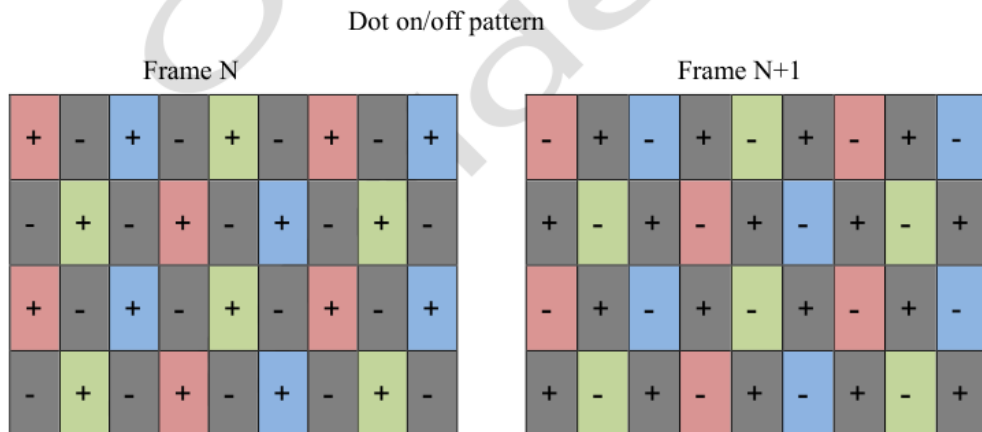 Dot on/off pattern
Frame N
Frame N+1
+ - + - + - + - +
- + - + - + - + -
- + - + - + - + -
+ - + - + - + - +
+ - + - + - + - +
- + - + - + - + -
- + - + - + - + -
+ - + - + - + - +